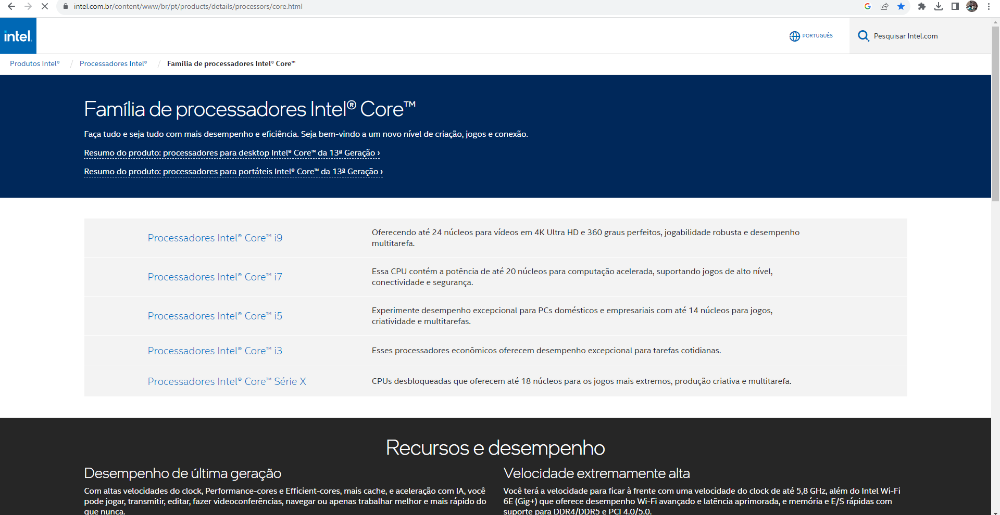 intel.com.br/content/www/br/pt/products/details/processors/core.html
intel.
PORTUGUÊS
Pesquisar Intel.com
Produtos Intel® / Processadores Intel® / Família de processadores Intel® Core™
Família de processadores Intel® Core™
Faça tudo e seja tudo com mais desempenho e eficiência. Seja bem-vindo a um novo nível de criação, jogos e conexão.
Resumo do produto: processadores para desktop Intel® Core™ da 13ª Geração ›
Resumo do produto: processadores para portáteis Intel® Core™ da 13ª Geração ›
Processadores Intel® Core™ i9
Oferecendo até 24 núcleos para vídeos em 4K Ultra HD e 360 graus perfeitos, jogabilidade robusta e desempenho
multitarefa.
Processadores Intel® Core™ i7
Essa CPU contém a potência de até 20 núcleos para computação acelerada, suportando jogos de alto nível,
conectividade e segurança.
Processadores Intel® Core™ i5
Experimente desempenho excepcional para PCs domésticos e empresariais com até 14 núcleos para jogos,
criatividade e multitarefas.
Processadores Intel® Core™ i3
Esses processadores econômicos oferecem desempenho excepcional para tarefas cotidianas.
Processadores Intel® Core™ Série X
CPUs desbloqueadas que oferecem até 18 núcleos para os jogos mais extremos, produção criativa e multitarefa.
Recursos e desempenho
Desempenho de última geração
Com altas velocidades do clock, Performance-cores e Efficient-cores, mais cache, e aceleração com IA, você
pode jogar, transmitir, editar, fazer videoconferências, navegar ou apenas trabalhar melhor e mais rápido do
que nunca.
Velocidade extremamente alta
Você terá a velocidade para ficar à frente com uma velocidade do clock de até 5,8 GHz, além do Intel Wi-Fi
6E (Gig+) que oferece desempenho Wi-Fi avançado e latência aprimorada, e memória e E/S rápidas com
suporte para DDR4/DDR5 e PCI 4.0/5.0.